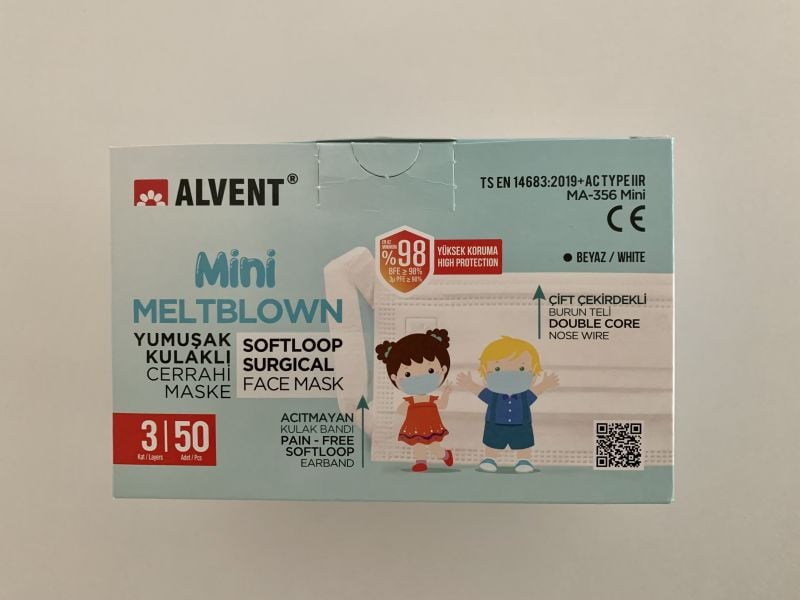 ALVENT®
TS EN 14683:2019+AC TYPE IIR
MA-356 Mini
CE
BEYAZ / WHITE
%98
BFE ≥ 98%
YÜKSEK KORUMA
HIGH PROTECTION
Mini
MELTBLOWN
YUMUŞAK
KULAKLI
CERRAHİ
MASKE
SOFTLOOP
SURGICAL
FACE MASK
ÇİFT ÇEKİRDEKLİ
BURUN TELİ
DOUBLE CORE
NOSE WIRE
3 | 50
Kat / Layers Adet / Pcs
ACITMAYAN
KULAK BANDI
PAIN - FREE
SOFTLOOP
EARBAND